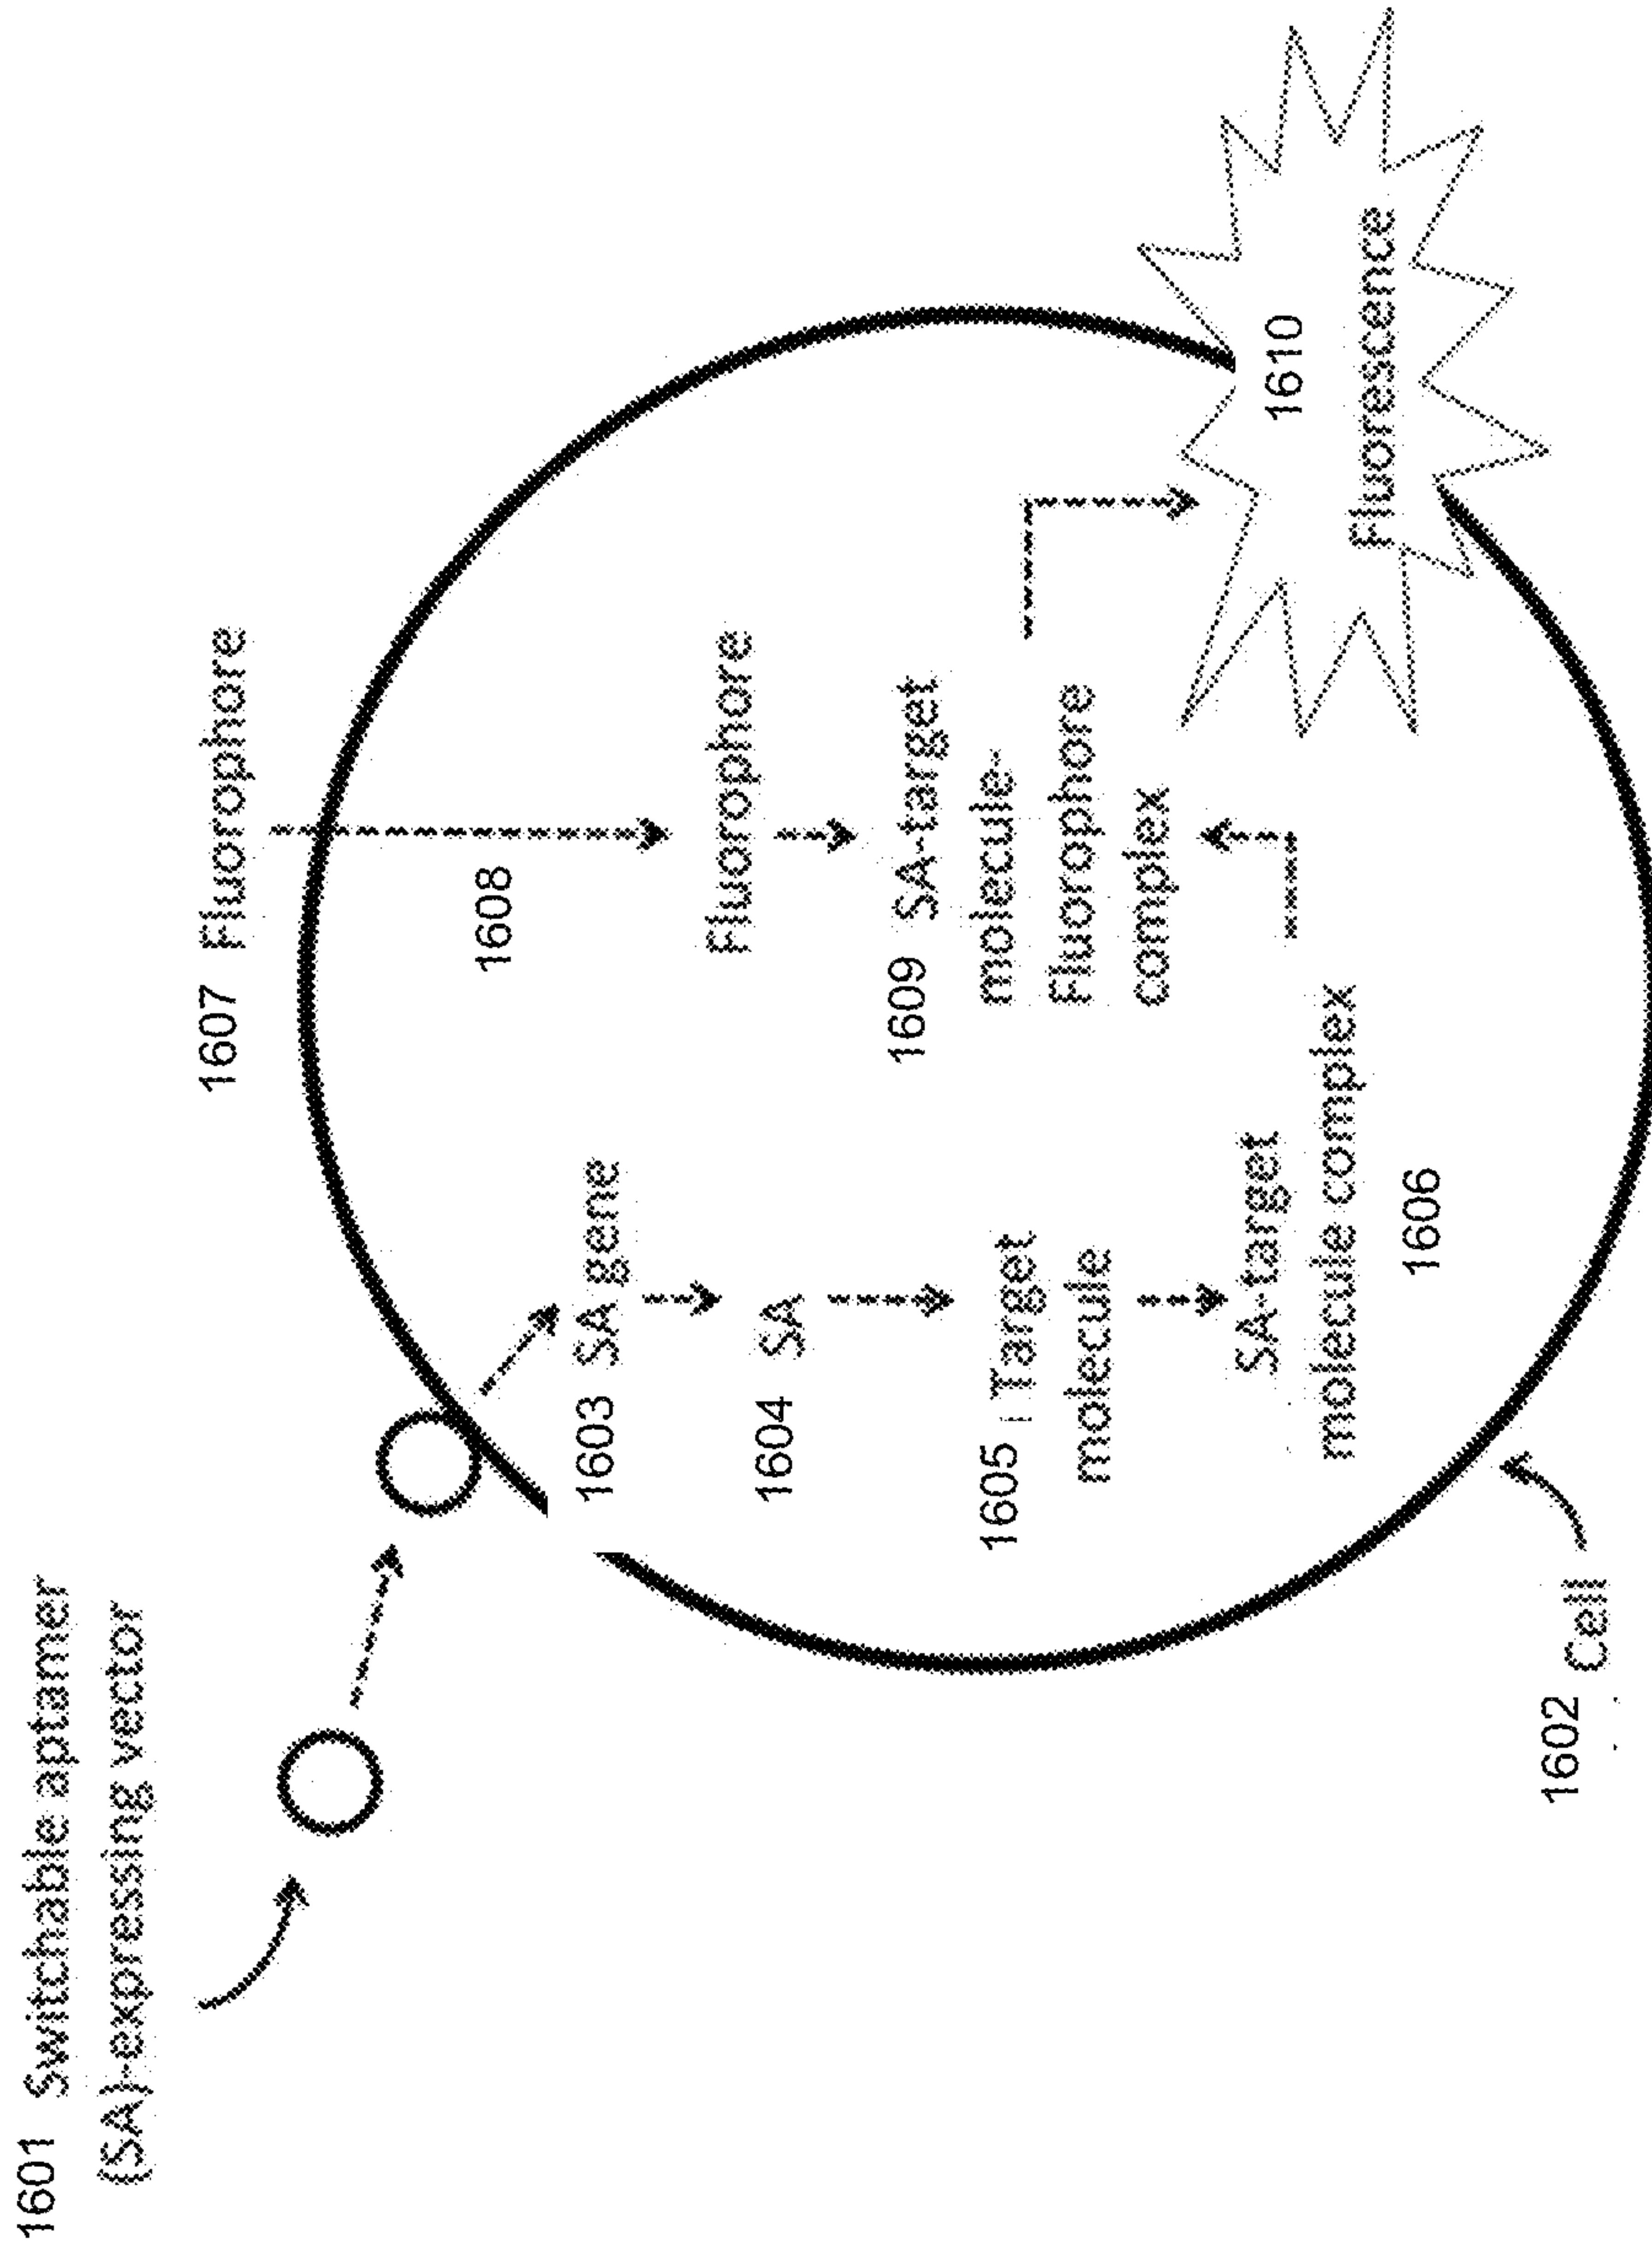 1601 Switchable aptamer
(SA)-expressing vector
1607 Fluorophore
1608
1603 SA gene
1604 SA
1605 Target
molecule
SA-target
molecule complex
1606
Fluorophore
1609 SA-target
molecule-
Fluorophore
complex
1610
Fluorescence
1602 Cell